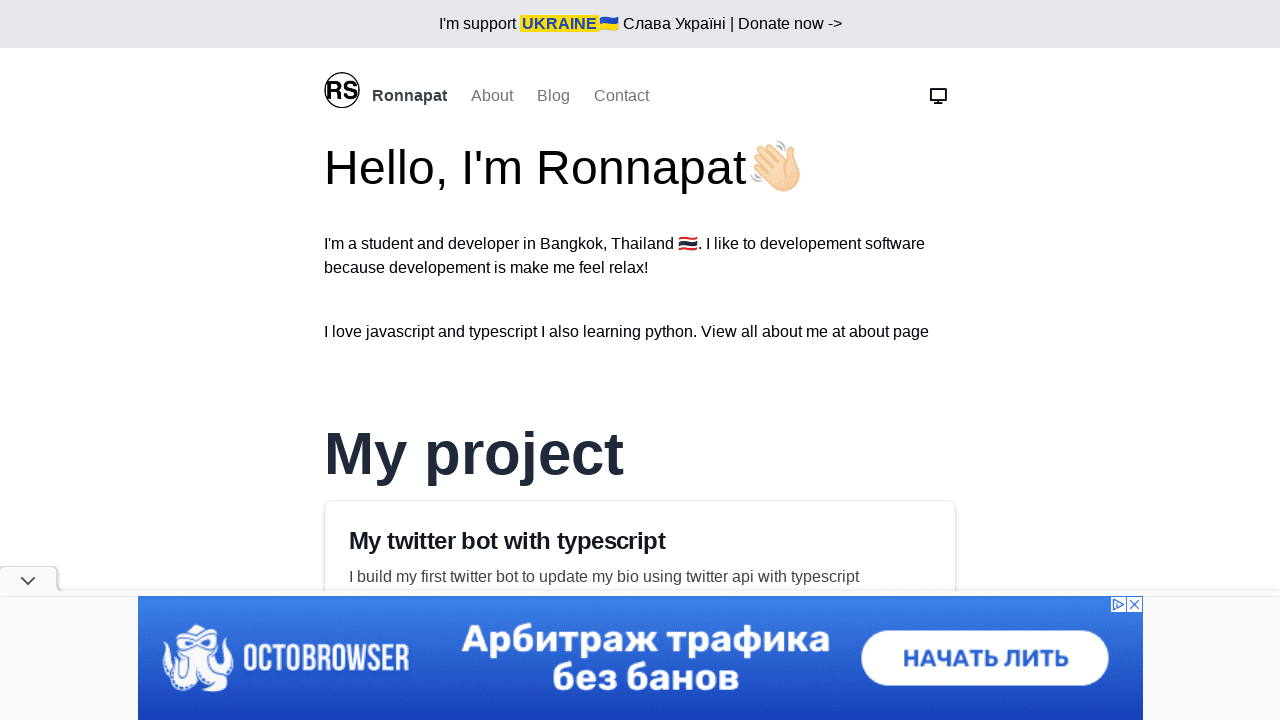 I'm support UKRAINE🇺🇦 Слава Україні | Donate now ->
RS Ronnapat About Blog Contact
Hello, I'm Ronnapat👋🏻
I'm a student and developer in Bangkok, Thailand 🇹🇭. I like to developement software
because developement is make me feel relax!
I love javascript and typescript I also learning python. View all about me at about page
My project
My twitter bot with typescript
I build my first twitter bot to update my bio using twitter api with typescript
OCTOBROWSER
Арбитраж трафика
без банов
НАЧАТЬ ЛИТЬ